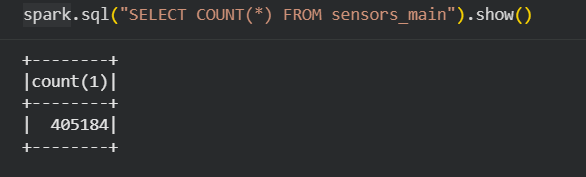 spark.sql("SELECT COUNT(*) FROM sensors_main").show()
+--------+
|count(1)|
+--------+
|  405184|
+--------+